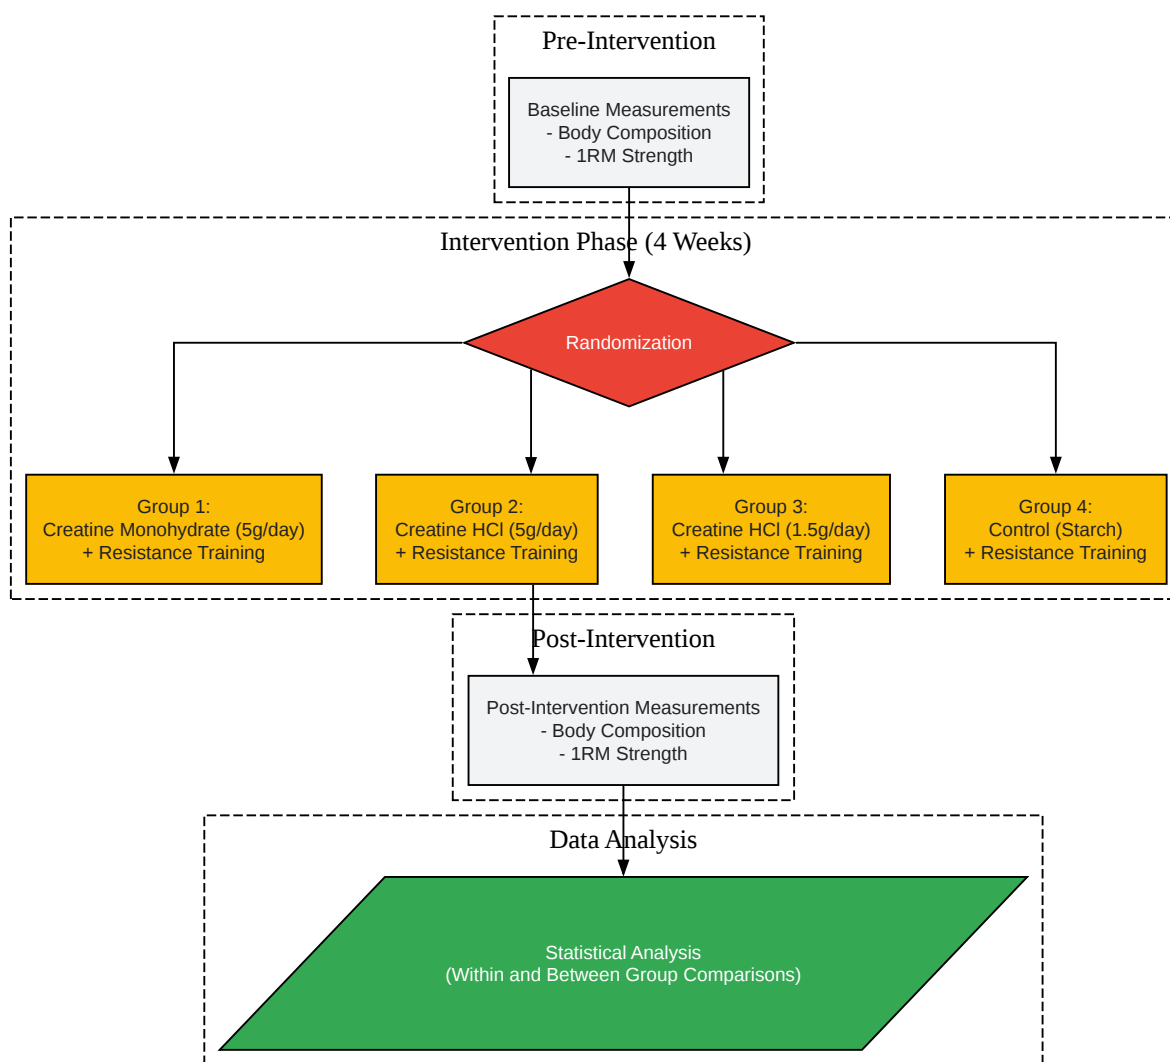 Pre-Intervention
Baseline Measurements
- Body Composition
- 1RM Strength
Intervention Phase (4 Weeks)
Randomization
Group 1:
Creatine Monohydrate (5g/day)
+ Resistance Training
Group 2:
Creatine HCl (5g/day)
+ Resistance Training
Group 3:
Creatine HCl (1.5g/day)
+ Resistance Training
Group 4:
Control (Starch)
+ Resistance Training
Post-Intervention
Post-Intervention Measurements
- Body Composition
- 1RM Strength
Data Analysis
Statistical Analysis
(Within and Between Group Comparisons)